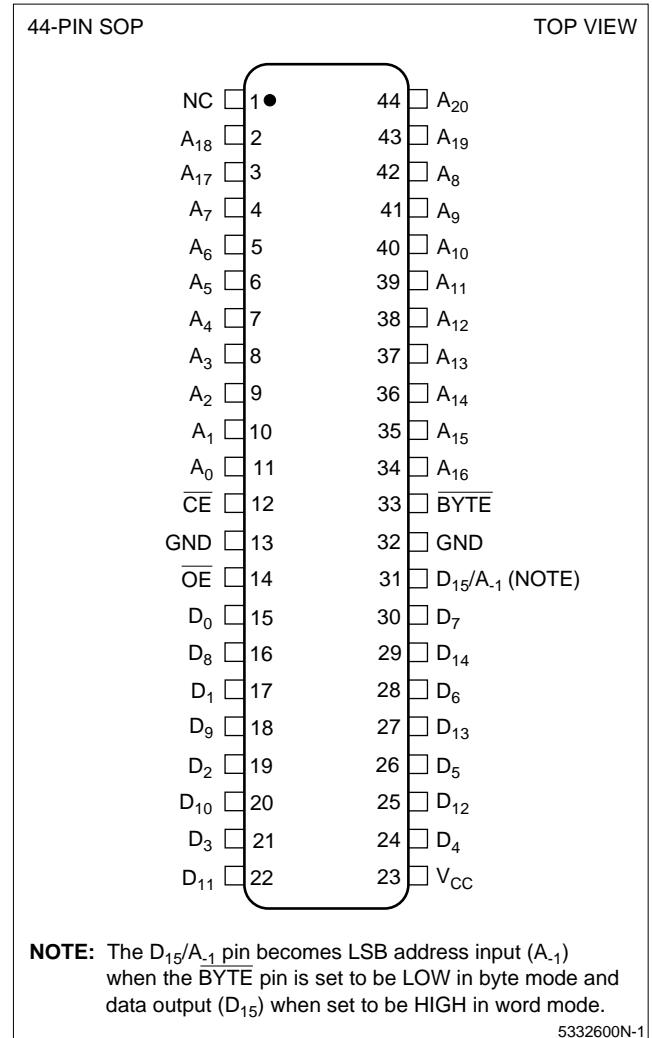 44-PIN SOP TOP VIEW
NC 1 44 A20
A18 2 43 A19
A17 3 42 A8
A7 4 41 A9
A6 5 40 A10
A5 6 39 A11
A4 7 38 A12
A3 8 37 A13
A2 9 36 A14
A1 10 35 A15
A0 11 34 A16
CE 12 33 BYTE
GND 13 32 GND
OE 14 31 D15/A-1 (NOTE)
D0 15 30 D7
D8 16 29 D14
D1 17 28 D6
D9 18 27 D13
D2 19 26 D5
D10 20 25 D12
D3 21 24 D4
D11 22 23 VCC
NOTE: The D15/A-1 pin becomes LSB address input (A-1)
when the BYTE pin is set to be LOW in byte mode and
data output (D15) when set to be HIGH in word mode.
5332600N-1